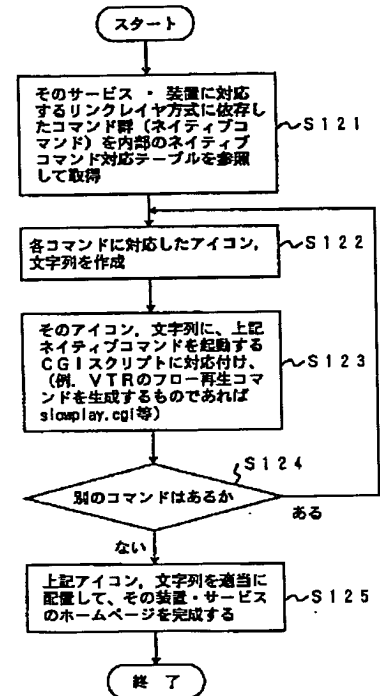 スタート
そのサービス・装置に対応
するリンクレイヤ方式に依存し
たコマンド群（ネイティブコ
マンド）を内部のネイティブ
コマンド対応テーブルを参照
して取得
S121
各コマンドに対応したアイコン，
文字列を作成
S122
そのアイコン，文字列に、上記
ネイティブコマンドを起動する
CGIスクリプトに対応付け、
（例．VTRのフロー再生コマ
ンドを生成するものであれば
slowplay.cgi等）
S123
S124
別のコマンドはあるか
ある
ない
上記アイコン，文字列を適当に
配置して、その装置・サービス
のホームページを完成する
S125
終了